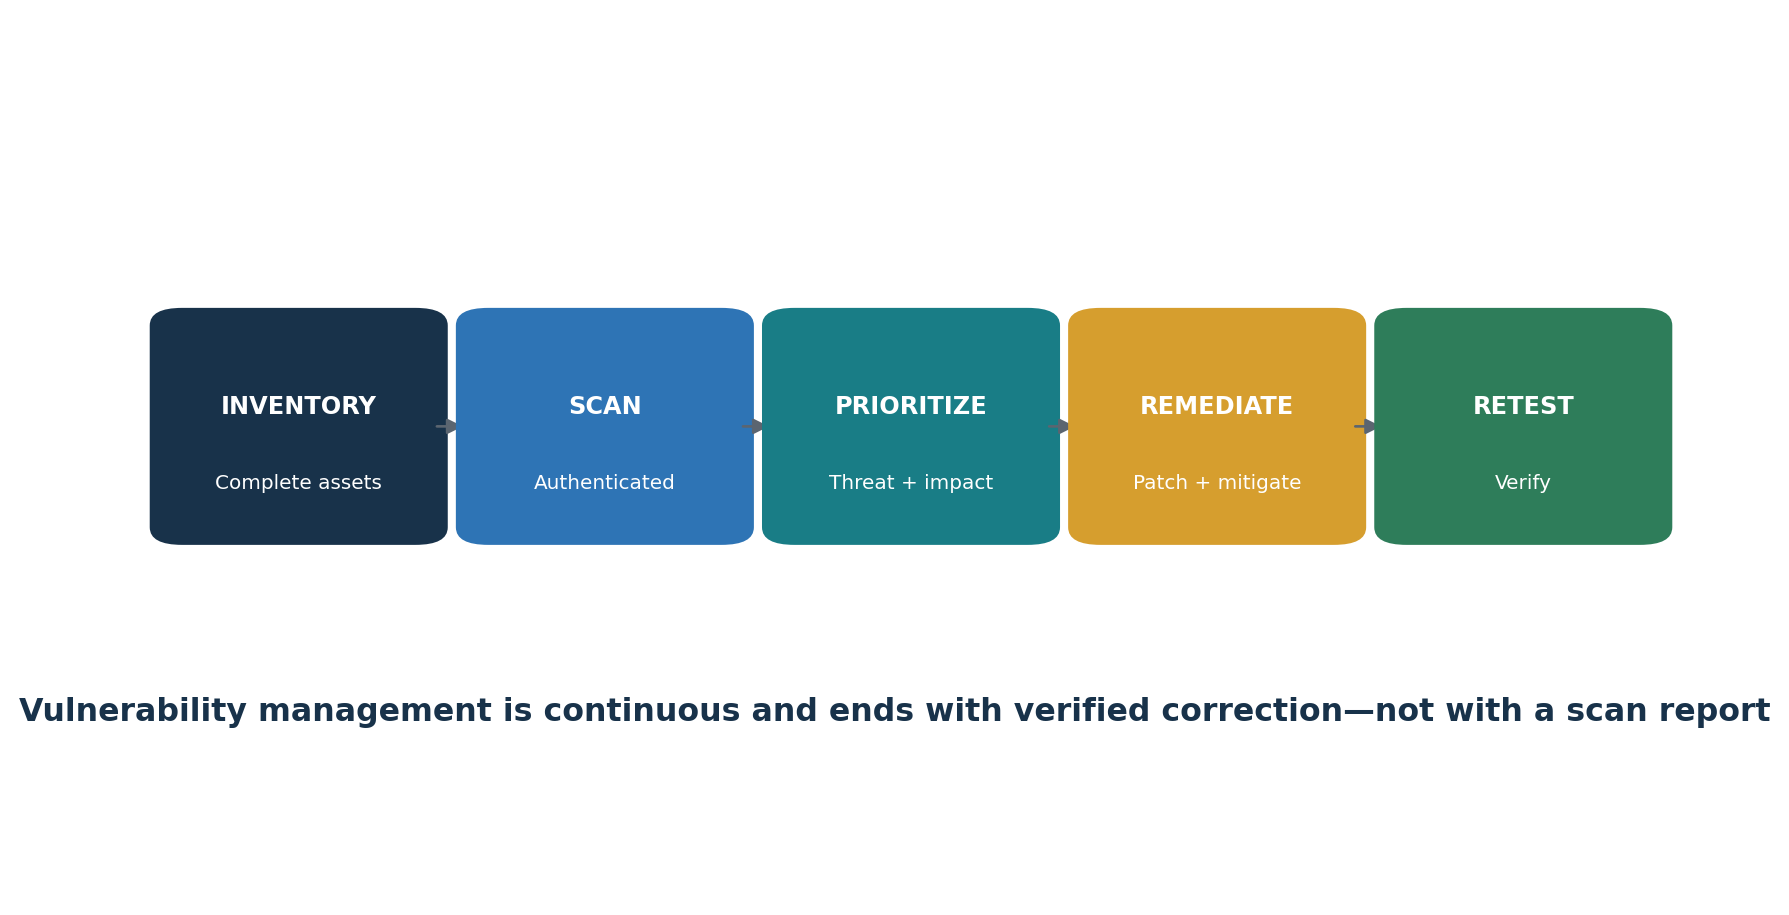 INVENTORY
Complete assets
SCAN
Authenticated
PRIORITIZE
Threat + impact
REMEDIATE
Patch + mitigate
RETEST
Verify
Vulnerability management is continuous and ends with verified correction—not with a scan report